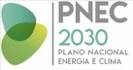 PNEC
2030
PLANO NACIONAL
ENERGIA E CLIMA